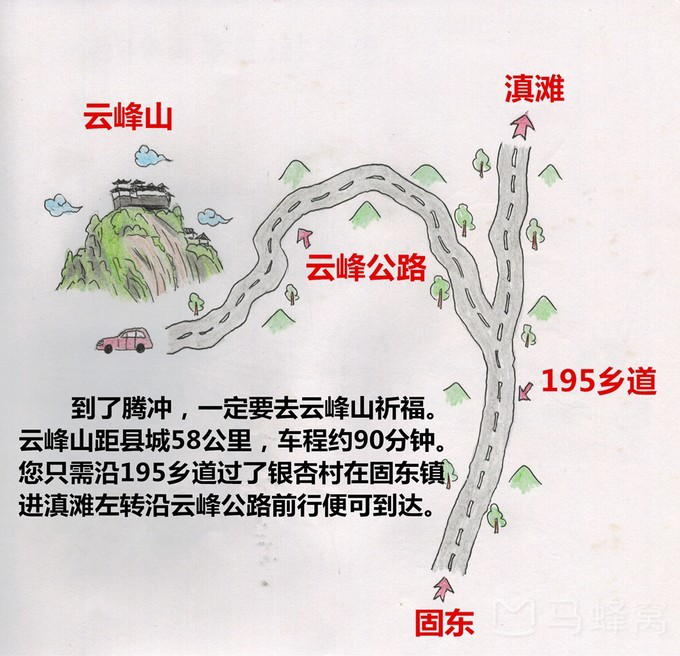 滇滩
云峰山
云峰公路
195乡道
到了腾冲，一定要去云峰山祈福。
云峰山距县城58公里，车程约90分钟。
您只需沿195乡道过了银杏村在固东镇
进滇滩左转沿云峰公路前行便可到达。
固东
马蜂窝